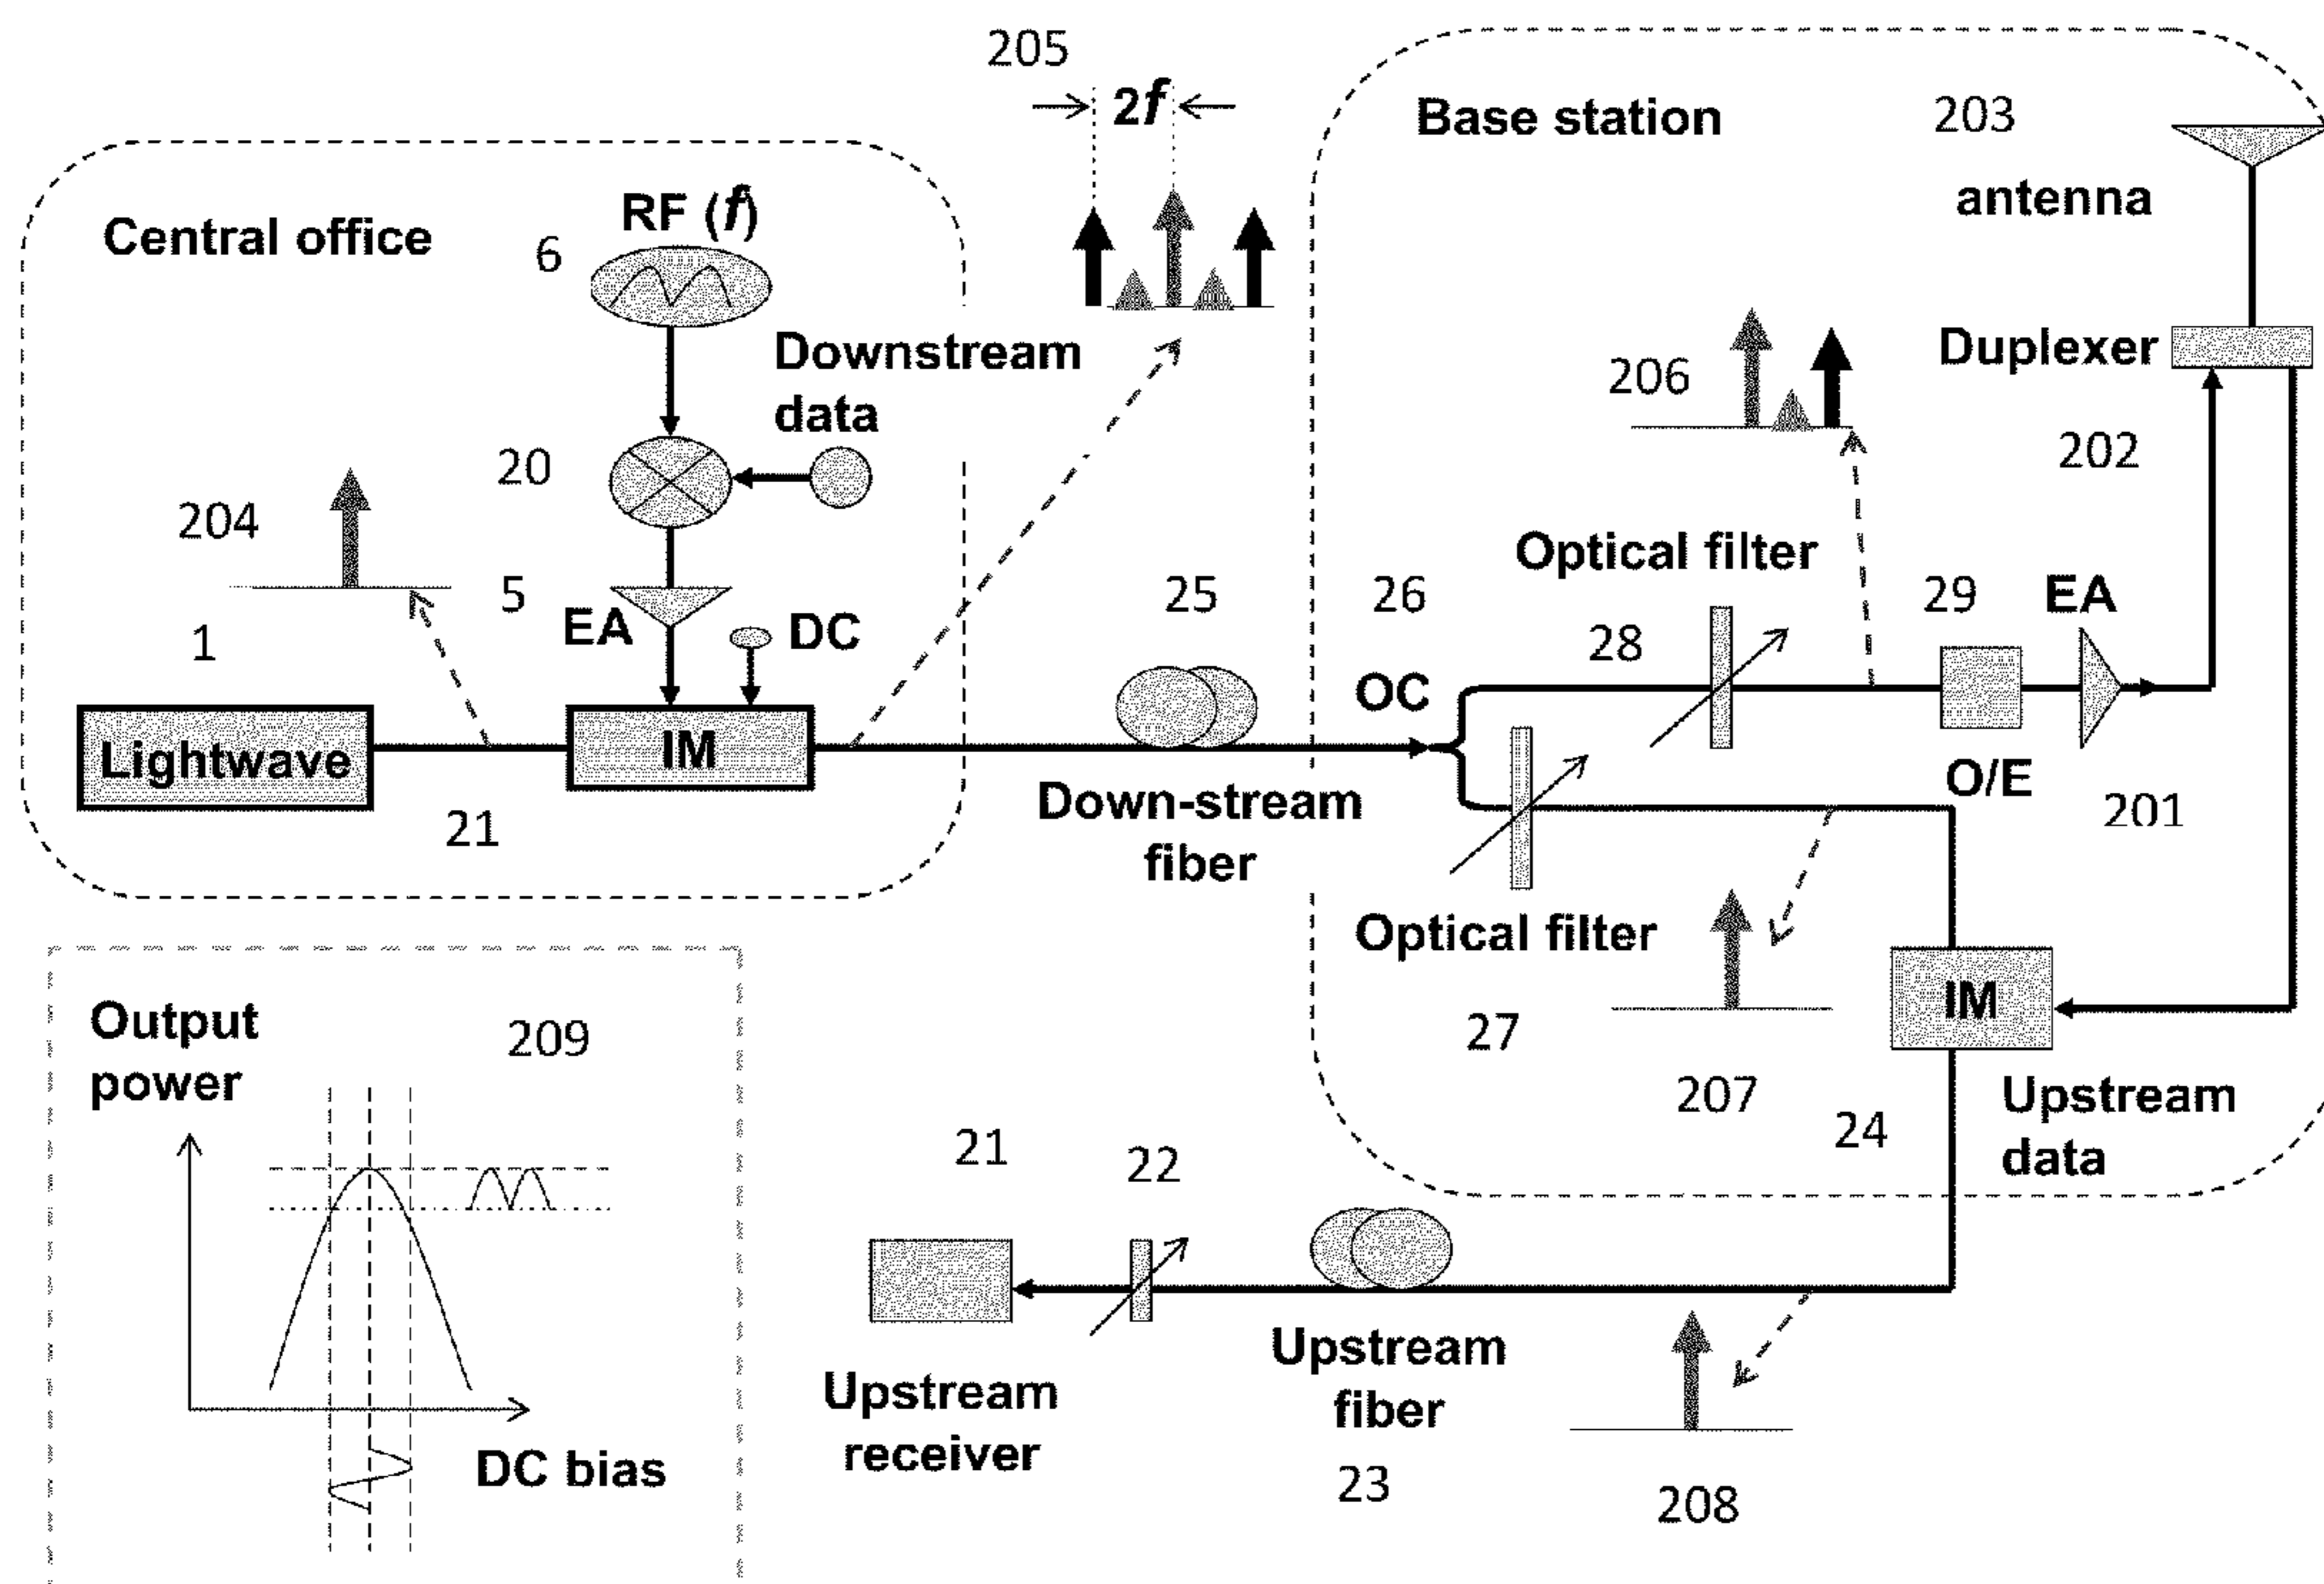 205
2f
Base station
203
antenna
Central office
6
RF (f)
Downstream
data
20
204
5
EA
DC
1
Lightwave
IM
21
25
Down-stream
fiber
26
OC
Optical filter
28
206
29
EA
O/E
201
202
Duplexer
Optical filter
27
207
IM
24
Upstream
data
Output
power
209
DC bias
21
22
Upstream
receiver
Upstream
fiber
23
208